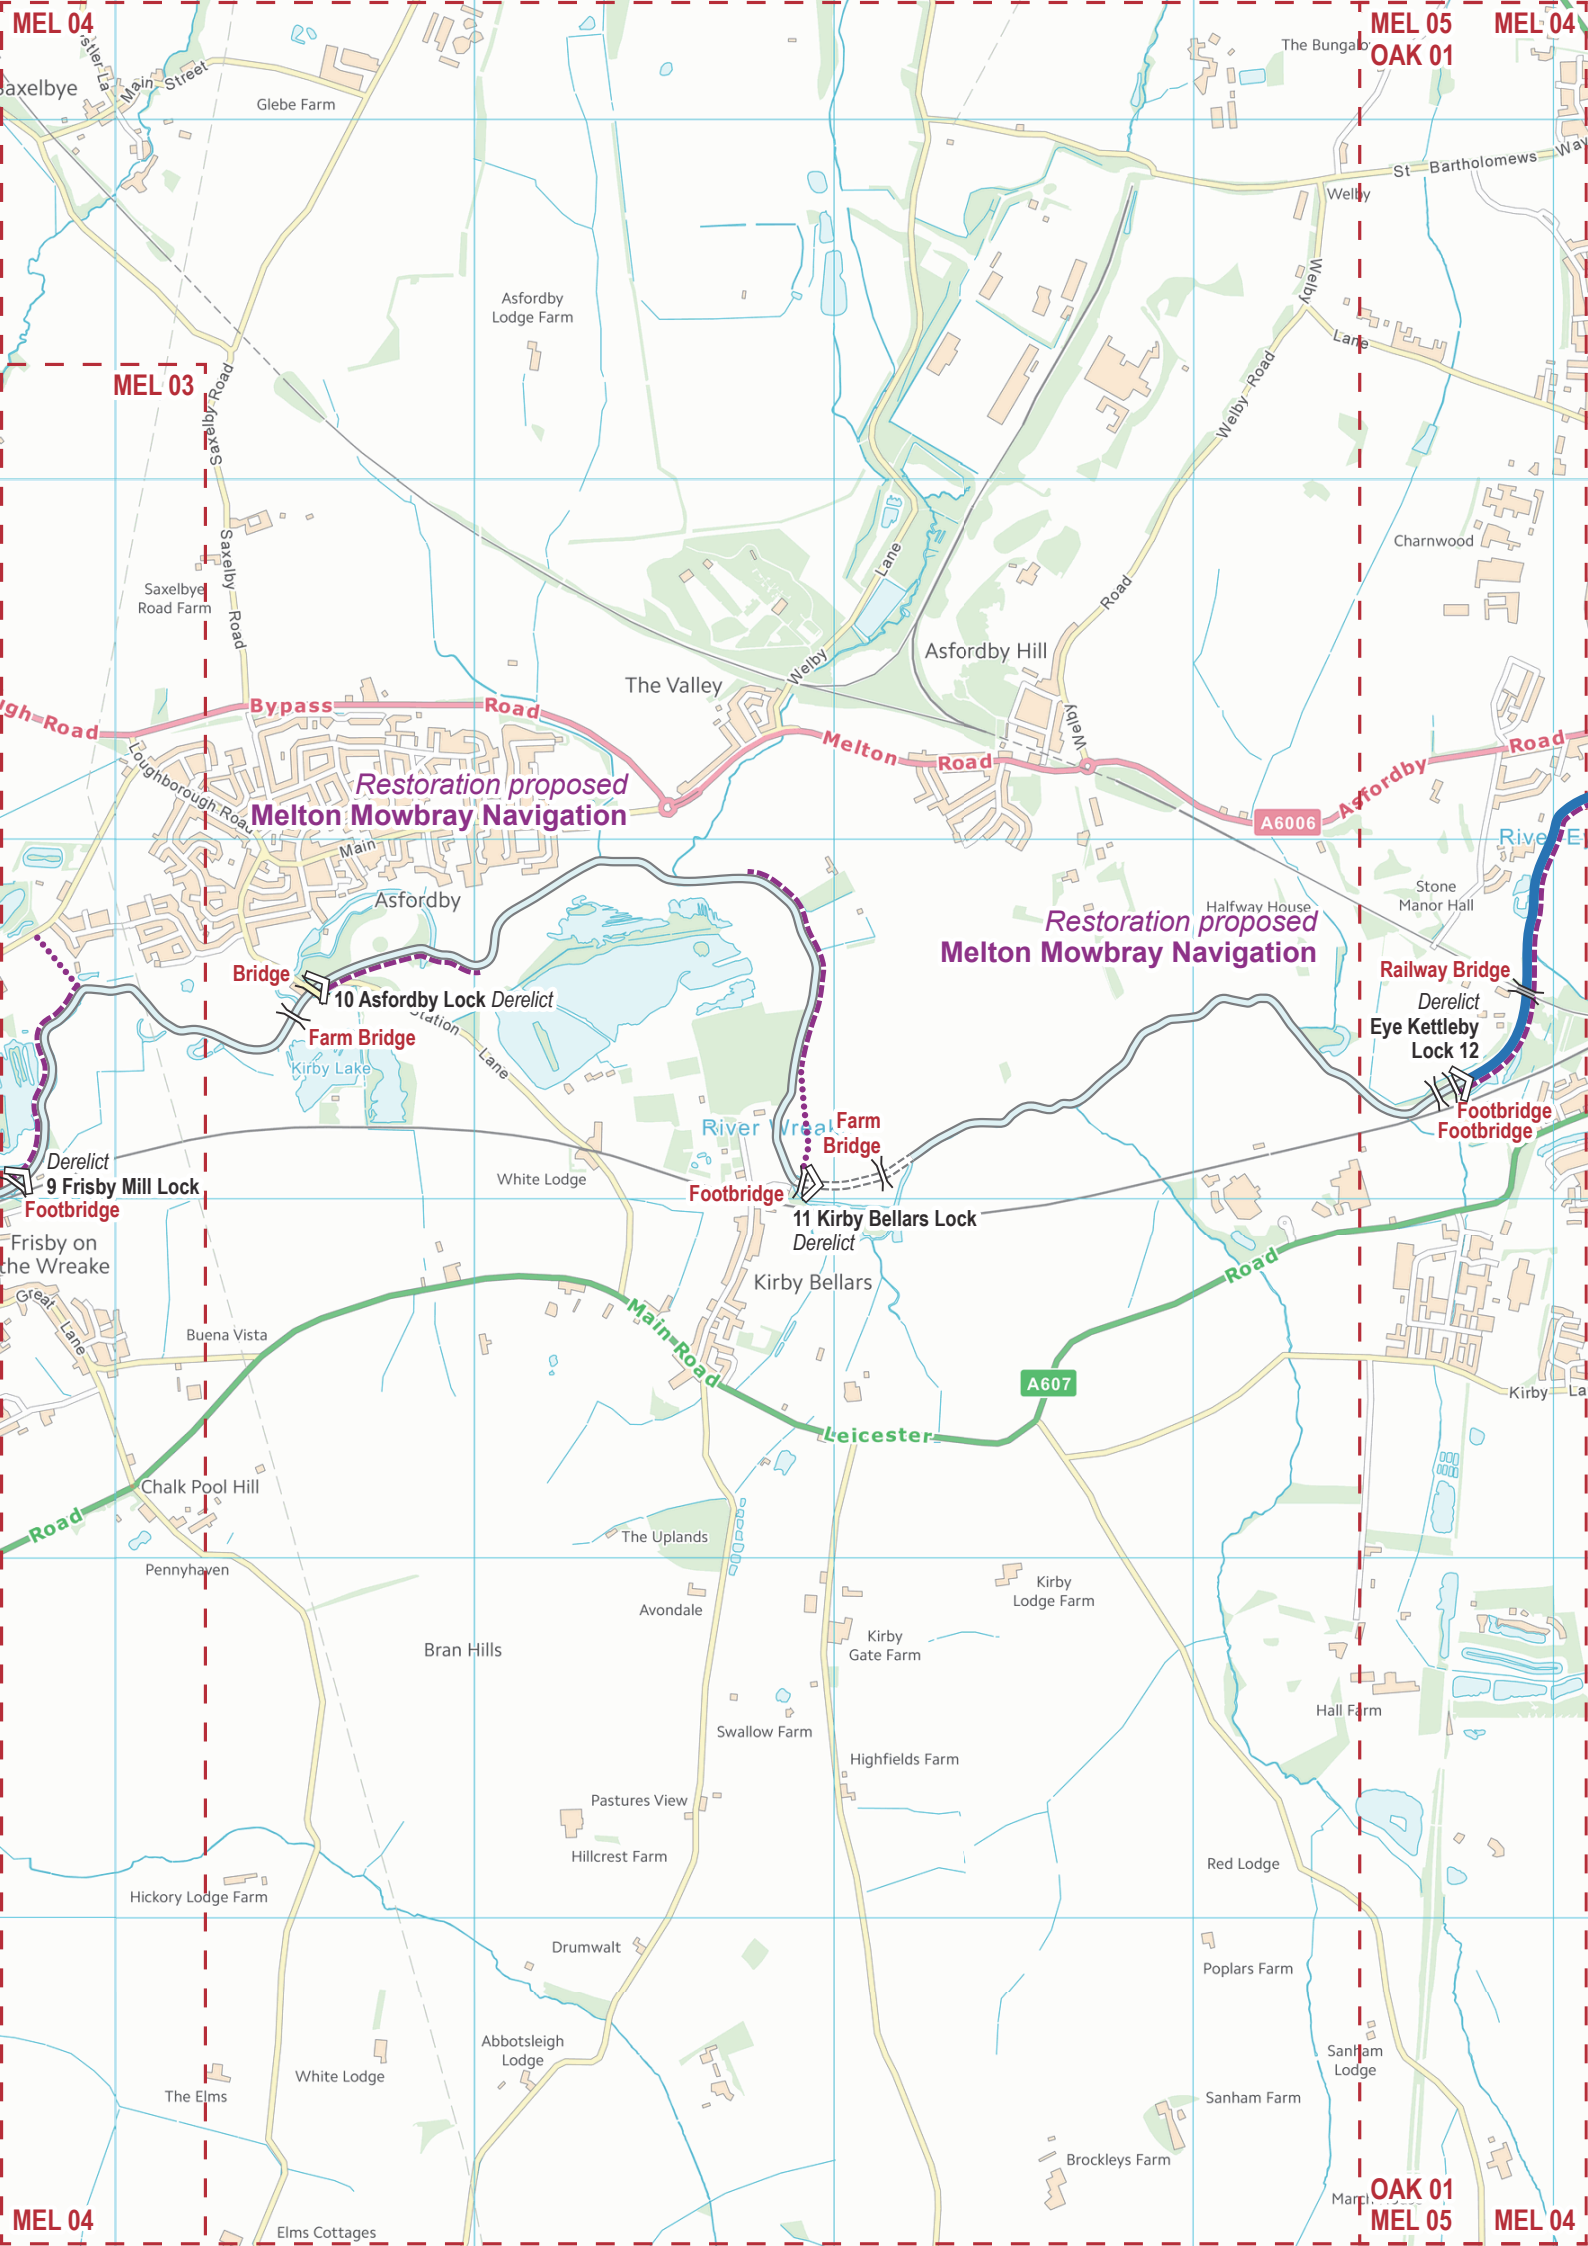 MEL 04
MEL 05
MEL 04
OAK 01
Main Street
Glebe Farm
St Bartholomews Way
Welby
Asfordby
Lodge Farm
Welby
Lane
MEL 03
Saxelby Road
Welby Road
Saxelby Road
Saxelbye
Road Farm
Charnwood
Lane
Road
Asfordby Hill
Welby
The Valley
Bypass Road
Road
Loughborough Road
Melton Road
Welby
Asfordby Road
A6006
Restoration proposed
Melton Mowbray Navigation
Main
Asfordby
Stone
Manor Hall
Halfway House
Restoration proposed
Melton Mowbray Navigation
Bridge
10 Asfordby Lock Derelict
Farm Bridge
Station Lane
Kirby Lake
Railway Bridge
Derelict
Eye Kettleby
Lock 12
Footbridge
Footbridge
River Wreak
Farm
Bridge
Derelict
9 Frisby Mill Lock
Footbridge
White Lodge
Footbridge
11 Kirby Bellars Lock
Derelict
Frisby on
the Wreake
Kirby Bellars
Great Lane
Buena Vista
Main Road
Road
A607
Leicester
Kirby
Chalk Pool Hill
Road
Pennyhaven
The Uplands
Avondale
Kirby
Lodge Farm
Kirby
Gate Farm
Bran Hills
Hall Farm
Swallow Farm
Highfields Farm
Pastures View
Hillcrest Farm
Red Lodge
Hickory Lodge Farm
Drumwalt
Poplars Farm
Abbotsleigh
Lodge
White Lodge
The Elms
Sanham
Lodge
Sanham Farm
Brockleys Farm
Elms Cottages
MEL 04
OAK 01
MEL 05
MEL 04